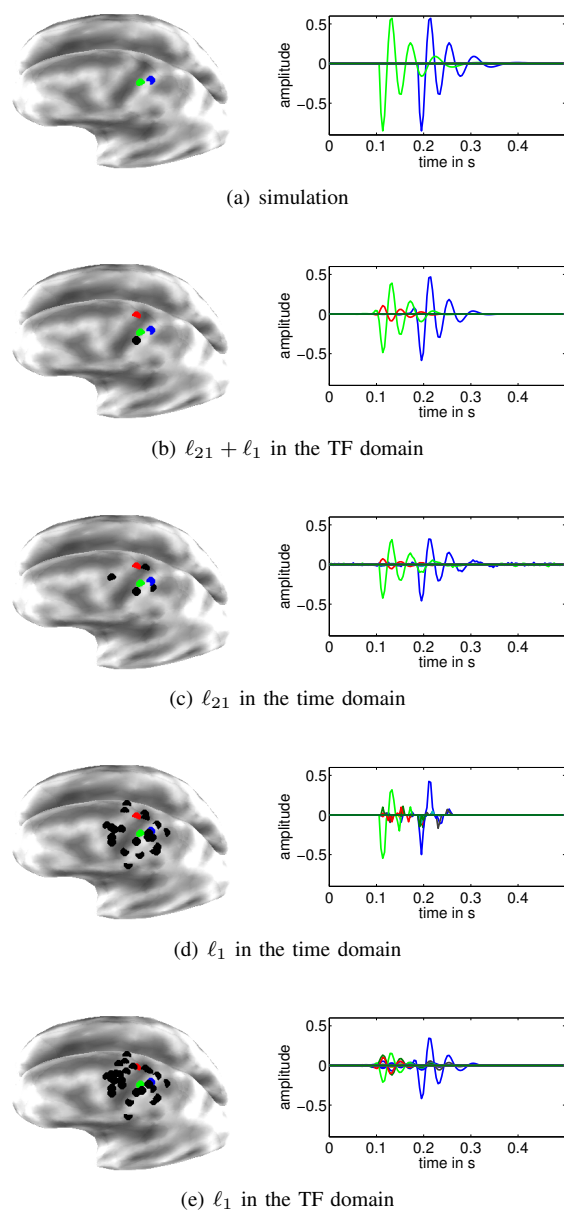 0.5
0
−0.5
amplitude
0 0.1 0.2 0.3 0.4
time in s
(a) simulation
0.5
0
−0.5
amplitude
0 0.1 0.2 0.3 0.4
time in s
(b) ℓ21 + ℓ1 in the TF domain
0.5
0
−0.5
amplitude
0 0.1 0.2 0.3 0.4
time in s
(c) ℓ21 in the time domain
0.5
0
−0.5
amplitude
0 0.1 0.2 0.3 0.4
time in s
(d) ℓ1 in the time domain
0.5
0
−0.5
amplitude
0 0.1 0.2 0.3 0.4
time in s
(e) ℓ1 in the TF domain